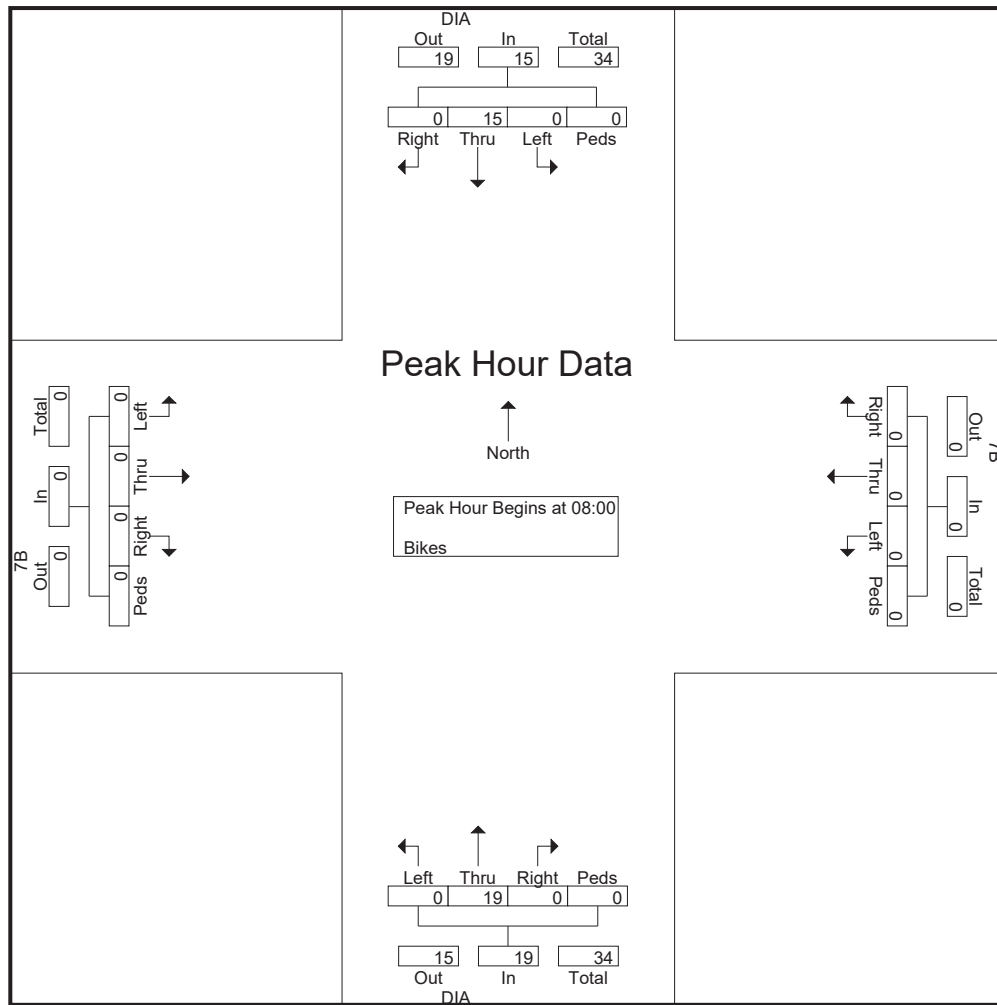 DIA
Out In Total
19 15 34
0 15 0 0
Right Thru Left Peds
Peak Hour Data
North
Peak Hour Begins at 08:00
Bikes
7B
Total In Out
0 0 0
0 0 0 0
Left Thru Right Peds
7B
Out In Total
0 0 0
0 0 0 0
Right Thru Left Peds
Left Thru Right Peds
0 19 0 0
15 19 34
Out In Total
DIA